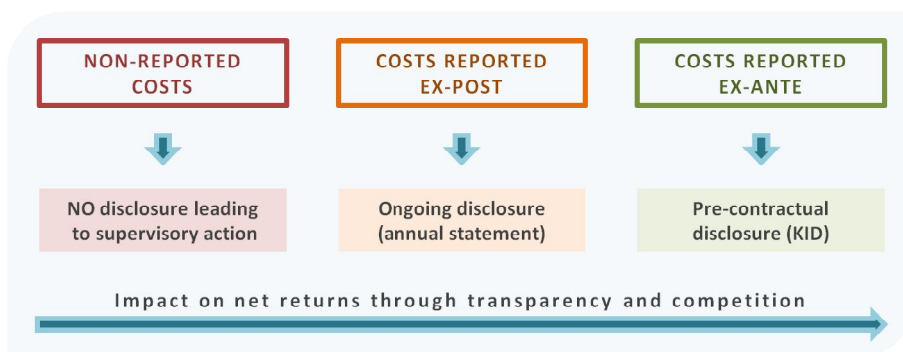 NON-REPORTED
COSTS
COSTS REPORTED
EX-POST
COSTS REPORTED
EX-ANTE
NO disclosure leading
to supervisory action
Ongoing disclosure
(annual statement)
Pre-contractual
disclosure (KID)
Impact on net returns through transparency and competition